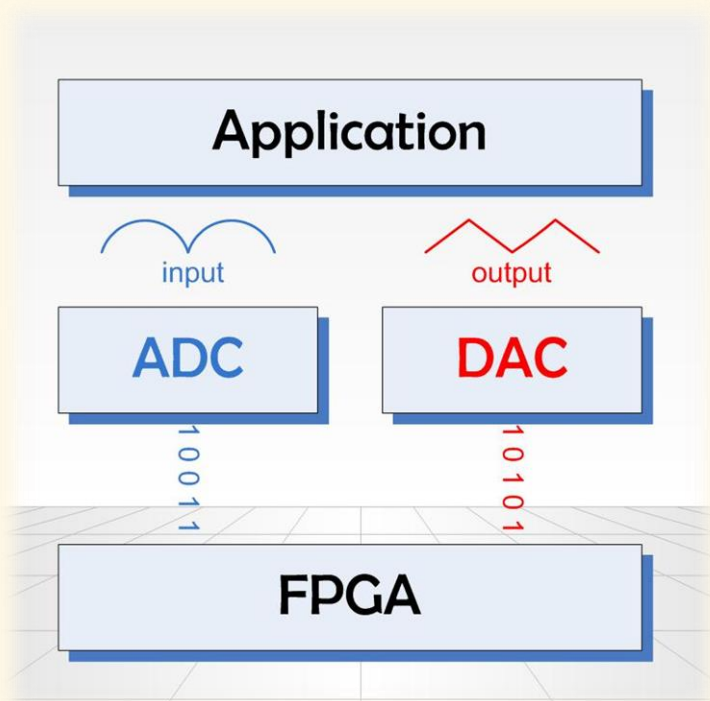 Application
input
output
ADC
DAC
10011
10101
FPGA